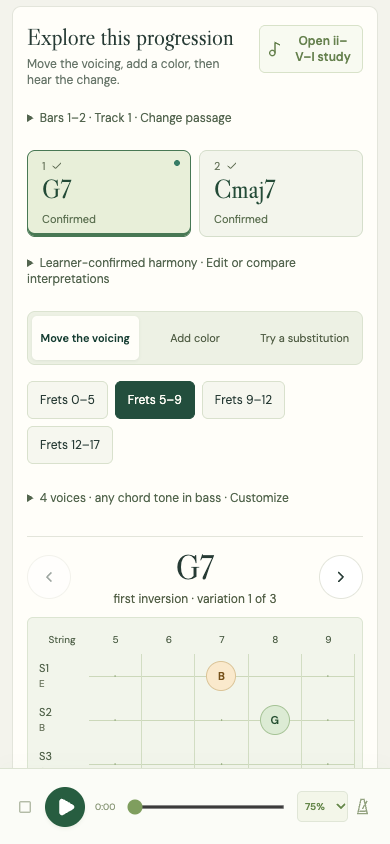 Explore this progression
Move the voicing, add a color, then
hear the change.
Open ii–
V–I study
Bars 1–2 · Track 1 · Change passage
1
G7
Confirmed
2
Cmaj7
Confirmed
Learner-confirmed harmony · Edit or compare
interpretations
Move the voicing
Add color
Try a substitution
Frets 0–5
Frets 5–9
Frets 9–12
Frets 12–17
4 voices · any chord tone in bass · Customize
G7
first inversion · variation 1 of 3
String 5 6 7 8 9
S1
E
B
S2
B
G
S3
0:00
75%